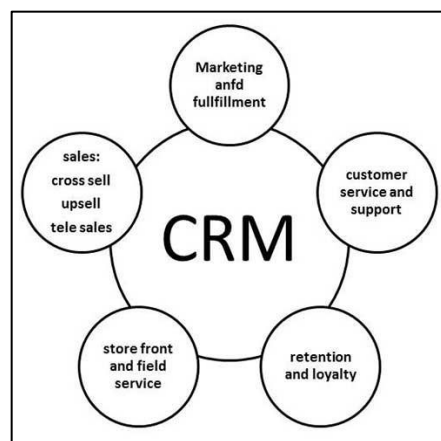 Marketing
anfd
fullfillment
sales:
cross sell
upsell
tele sales
customer
service and
support
CRM
store front
and field
service
retention
and loyalty